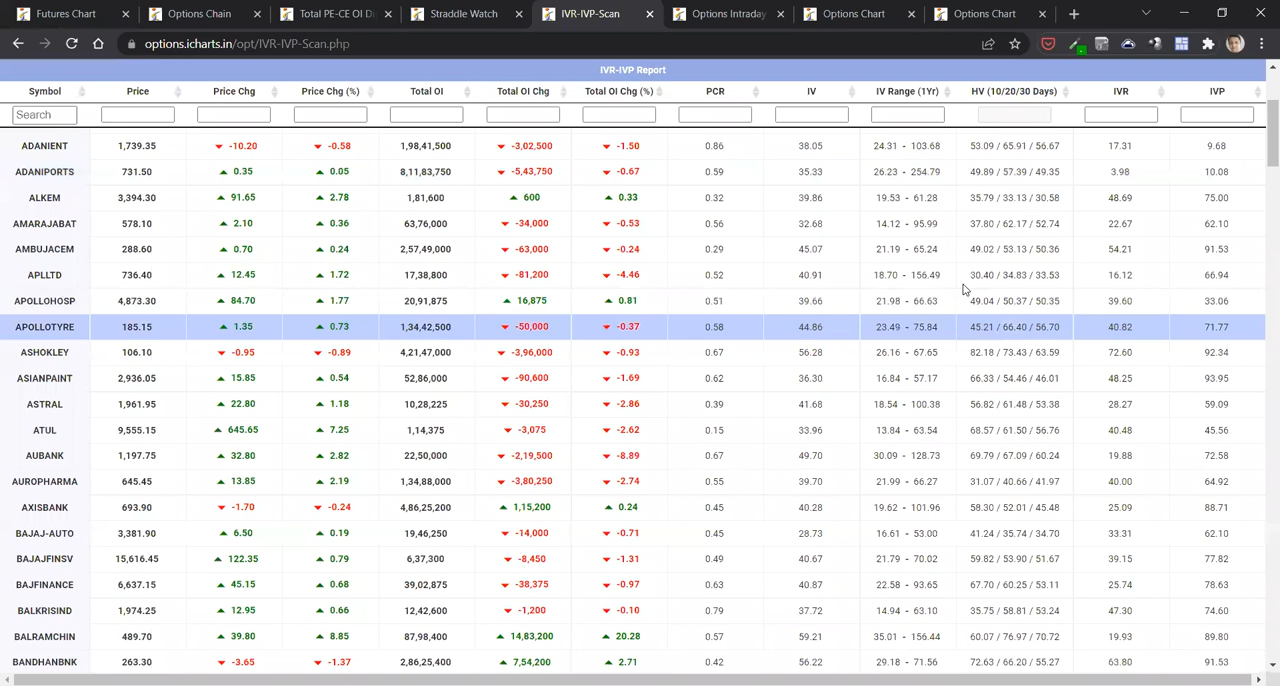 Futures Chart
Options Chain
Total PE-CE OI Di
Straddle Watch
IVR-IVP-Scan
Options Intraday
Options Chart
Options Chart
options.icharts.in/opt/IVR-IVP-Scan.php
IVR-IVP Report
Symbol Price Price Chg Price Chg (%) Total OI Total OI Chg Total OI Chg (%) PCR IV IV Range (1Yr) HV (10/20/30 Days) IVR IVP
Search
ADANIENT 1,739.35 -10.20 -0.58 1,98,41,500 -3,02,500 -1.50 0.86 38.05 24.31 - 103.68 53.09 / 65.91 / 56.67 17.31 9.68
ADANIPORTS 731.50 0.35 0.05 8,11,83,750 -5,43,750 -0.67 0.59 35.33 26.23 - 254.79 49.89 / 57.39 / 49.35 3.98 10.08
ALKEM 3,394.30 91.65 2.78 1,81,600 600 0.33 0.32 39.86 19.53 - 61.28 35.79 / 33.13 / 30.58 48.69 75.00
AMARAJABAT 578.10 2.10 0.36 63,76,000 -34,000 -0.53 0.56 32.68 14.12 - 95.99 37.80 / 62.17 / 52.74 22.67 62.10
AMBUJACEM 288.60 0.70 0.24 2,57,49,000 -63,000 -0.24 0.29 45.07 21.19 - 65.24 49.02 / 53.13 / 50.36 54.21 91.53
APLLTD 736.40 12.45 1.72 17,38,800 -81,200 -4.46 0.52 40.91 18.70 - 156.49 30.40 / 34.83 / 33.53 16.12 66.94
APOLLOHOSP 4,873.30 84.70 1.77 20,91,875 16,875 0.81 0.51 39.66 21.98 - 66.63 49.04 / 50.37 / 50.35 39.60 33.06
APOLLOTYRE 185.15 1.35 0.73 1,34,42,500 -50,000 -0.37 0.58 44.86 23.49 - 75.84 45.21 / 66.40 / 56.70 40.82 71.77
ASHOKLEY 106.10 -0.95 -0.89 4,21,47,000 -3,96,000 -0.93 0.67 56.28 26.16 - 67.65 82.18 / 73.43 / 63.59 72.60 92.34
ASIANPAINT 2,936.05 15.85 0.54 52,86,000 -90,600 -1.69 0.62 36.30 16.84 - 57.17 66.33 / 54.46 / 46.01 48.25 93.95
ASTRAL 1,961.95 22.80 1.18 10,28,225 -30,250 -2.86 0.39 41.68 18.54 - 100.38 56.82 / 61.48 / 53.38 28.27 59.09
ATUL 9,555.15 645.65 7.25 1,14,375 -3,075 -2.62 0.15 33.96 13.84 - 63.54 68.57 / 61.50 / 56.76 40.48 45.56
AUBANK 1,197.75 32.80 2.82 22,50,000 -2,19,500 -8.89 0.67 49.70 30.09 - 128.73 69.79 / 67.09 / 60.24 19.88 72.58
AUROPHARMA 645.45 13.85 2.19 1,34,88,000 -3,80,250 -2.74 0.55 39.70 21.99 - 66.27 31.07 / 40.66 / 41.97 40.00 64.92
AXISBANK 693.90 -1.70 -0.24 4,86,25,200 1,15,200 0.24 0.45 40.28 19.62 - 101.96 58.30 / 52.01 / 45.48 25.09 88.71
BAJAJ-AUTO 3,381.90 6.50 0.19 19,46,250 -14,000 -0.71 0.45 28.73 16.61 - 53.00 41.24 / 35.74 / 34.70 33.31 62.10
BAJAJFINSV 15,616.45 122.35 0.79 6,37,300 -8,450 -1.31 0.49 40.67 21.79 - 70.02 59.82 / 53.90 / 51.67 39.15 77.82
BAJFINANCE 6,637.15 45.15 0.68 39,02,875 -38,375 -0.97 0.63 40.87 22.58 - 93.65 67.70 / 60.25 / 53.11 25.74 78.63
BALKRISIND 1,974.25 12.95 0.66 12,42,600 -1,200 -0.10 0.79 37.72 14.94 - 63.10 35.75 / 58.81 / 53.24 47.30 74.60
BALRAMCHIN 489.70 39.80 8.85 87,98,400 14,83,200 20.28 0.57 59.21 35.01 - 156.44 60.07 / 76.97 / 70.72 19.93 89.80
BANDHANBNK 263.30 -3.65 -1.37 2,86,25,400 7,54,200 2.71 0.42 56.22 29.18 - 71.56 72.63 / 66.20 / 55.27 63.80 91.53